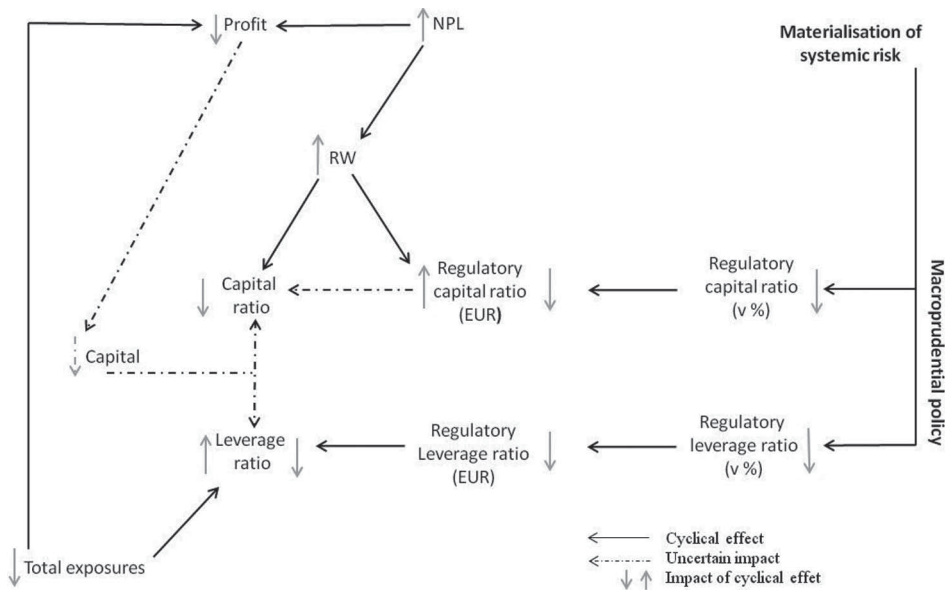 Profit
NPL
Materialisation of
systemic risk
RW
Capital
ratio
Regulatory
capital ratio
(EUR)
Regulatory
capital ratio
(v %)
Macroprudential policy
Capital
Leverage
ratio
Regulatory
Leverage ratio
(EUR)
Regulatory
leverage ratio
(v %)
Total exposures
Cyclical effect
Uncertain impact
Impact of cyclical effet